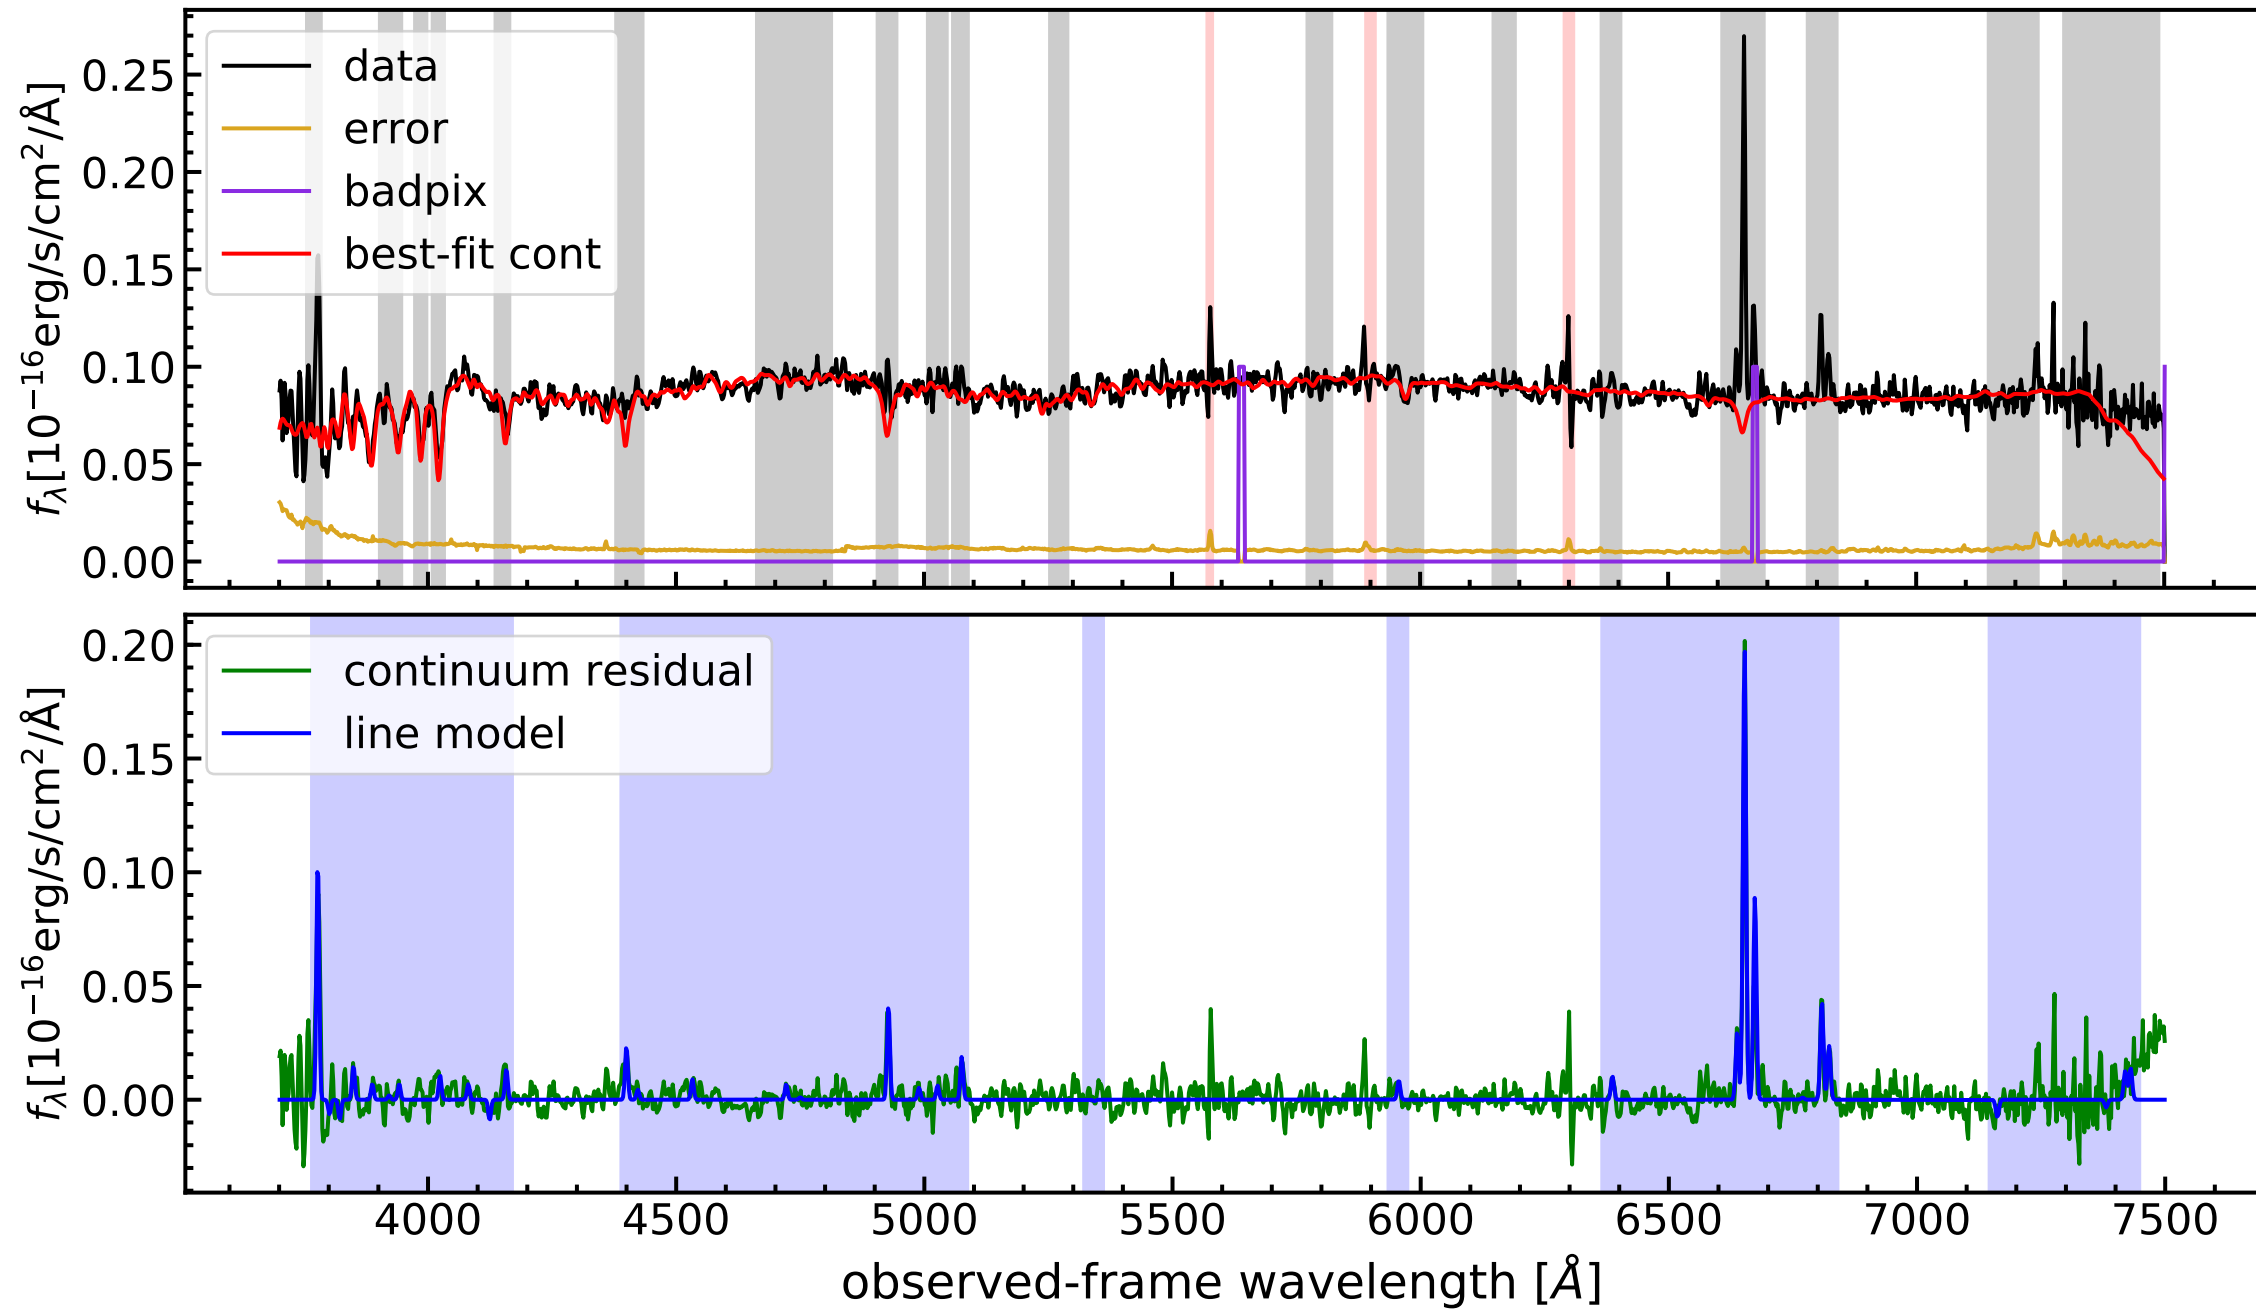 0.25
0.20
0.15
0.10
0.05
0.00
fλ[10⁻¹⁶erg/s/cm²/Å]
data
error
badpix
best-fit cont
0.20
0.15
0.10
0.05
0.00
fλ[10⁻¹⁶erg/s/cm²/Å]
continuum residual
line model
4000 4500 5000 5500 6000 6500 7000 7500
observed-frame wavelength [Å]